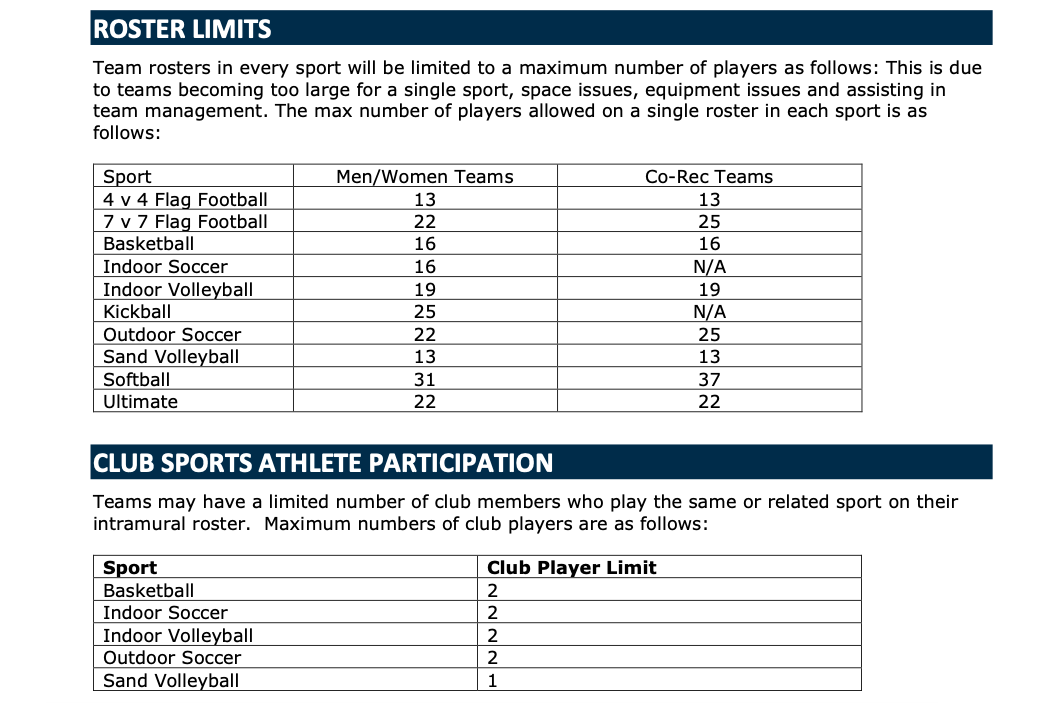 ROSTER LIMITS
Team rosters in every sport will be limited to a maximum number of players as follows: This is due
to teams becoming too large for a single sport, space issues, equipment issues and assisting in
team management. The max number of players allowed on a single roster in each sport is as
follows:
Sport Men/Women Teams Co-Rec Teams
4 v 4 Flag Football 13 13
7 v 7 Flag Football 22 25
Basketball 16 16
Indoor Soccer 16 N/A
Indoor Volleyball 19 19
Kickball 25 N/A
Outdoor Soccer 22 25
Sand Volleyball 13 13
Softball 31 37
Ultimate 22 22
CLUB SPORTS ATHLETE PARTICIPATION
Teams may have a limited number of club members who play the same or related sport on their
intramural roster.  Maximum numbers of club players are as follows:
Sport Club Player Limit
Basketball 2
Indoor Soccer 2
Indoor Volleyball 2
Outdoor Soccer 2
Sand Volleyball 1